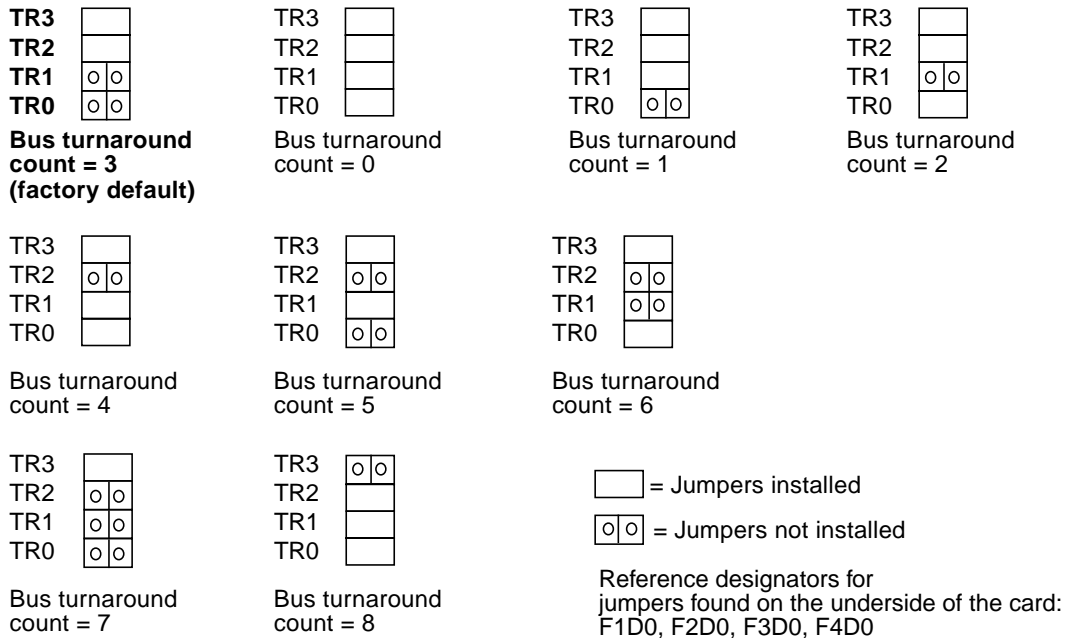 TR3
TR2
TR1
TR0
Bus turnaround
count = 3
(factory default)
TR3
TR2
TR1
TR0
Bus turnaround
count = 0
TR3
TR2
TR1
TR0
Bus turnaround
count = 1
TR3
TR2
TR1
TR0
Bus turnaround
count = 2
TR3
TR2
TR1
TR0
Bus turnaround
count = 4
TR3
TR2
TR1
TR0
Bus turnaround
count = 5
TR3
TR2
TR1
TR0
Bus turnaround
count = 6
TR3
TR2
TR1
TR0
Bus turnaround
count = 7
TR3
TR2
TR1
TR0
Bus turnaround
count = 8
= Jumpers installed
= Jumpers not installed
Reference designators for
jumpers found on the underside of the card:
F1D0, F2D0, F3D0, F4D0